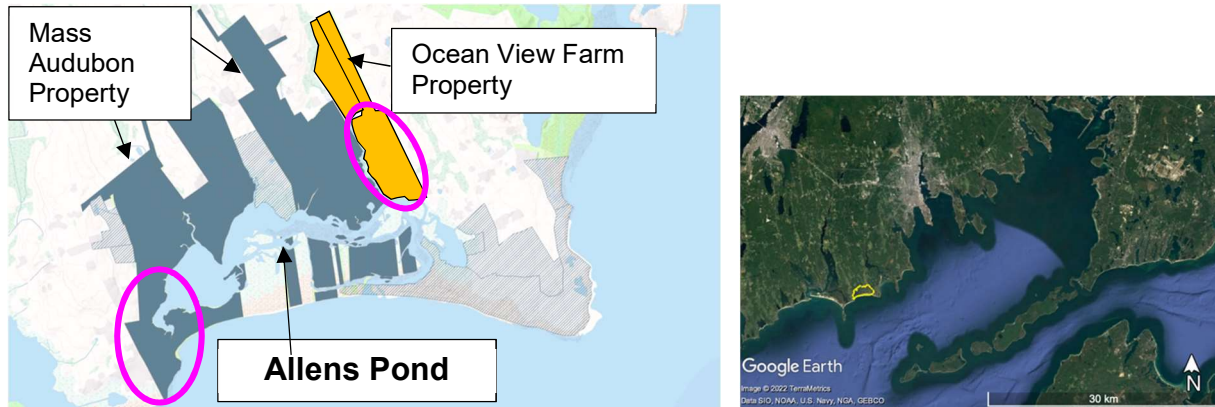 Mass
Audubon
Property
Ocean View Farm
Property
Allens Pond
Google Earth
Image © 2022 TerraMetrics
Data SIO, NOAA, U.S. Navy, NGA, GEBCO
30 km
N